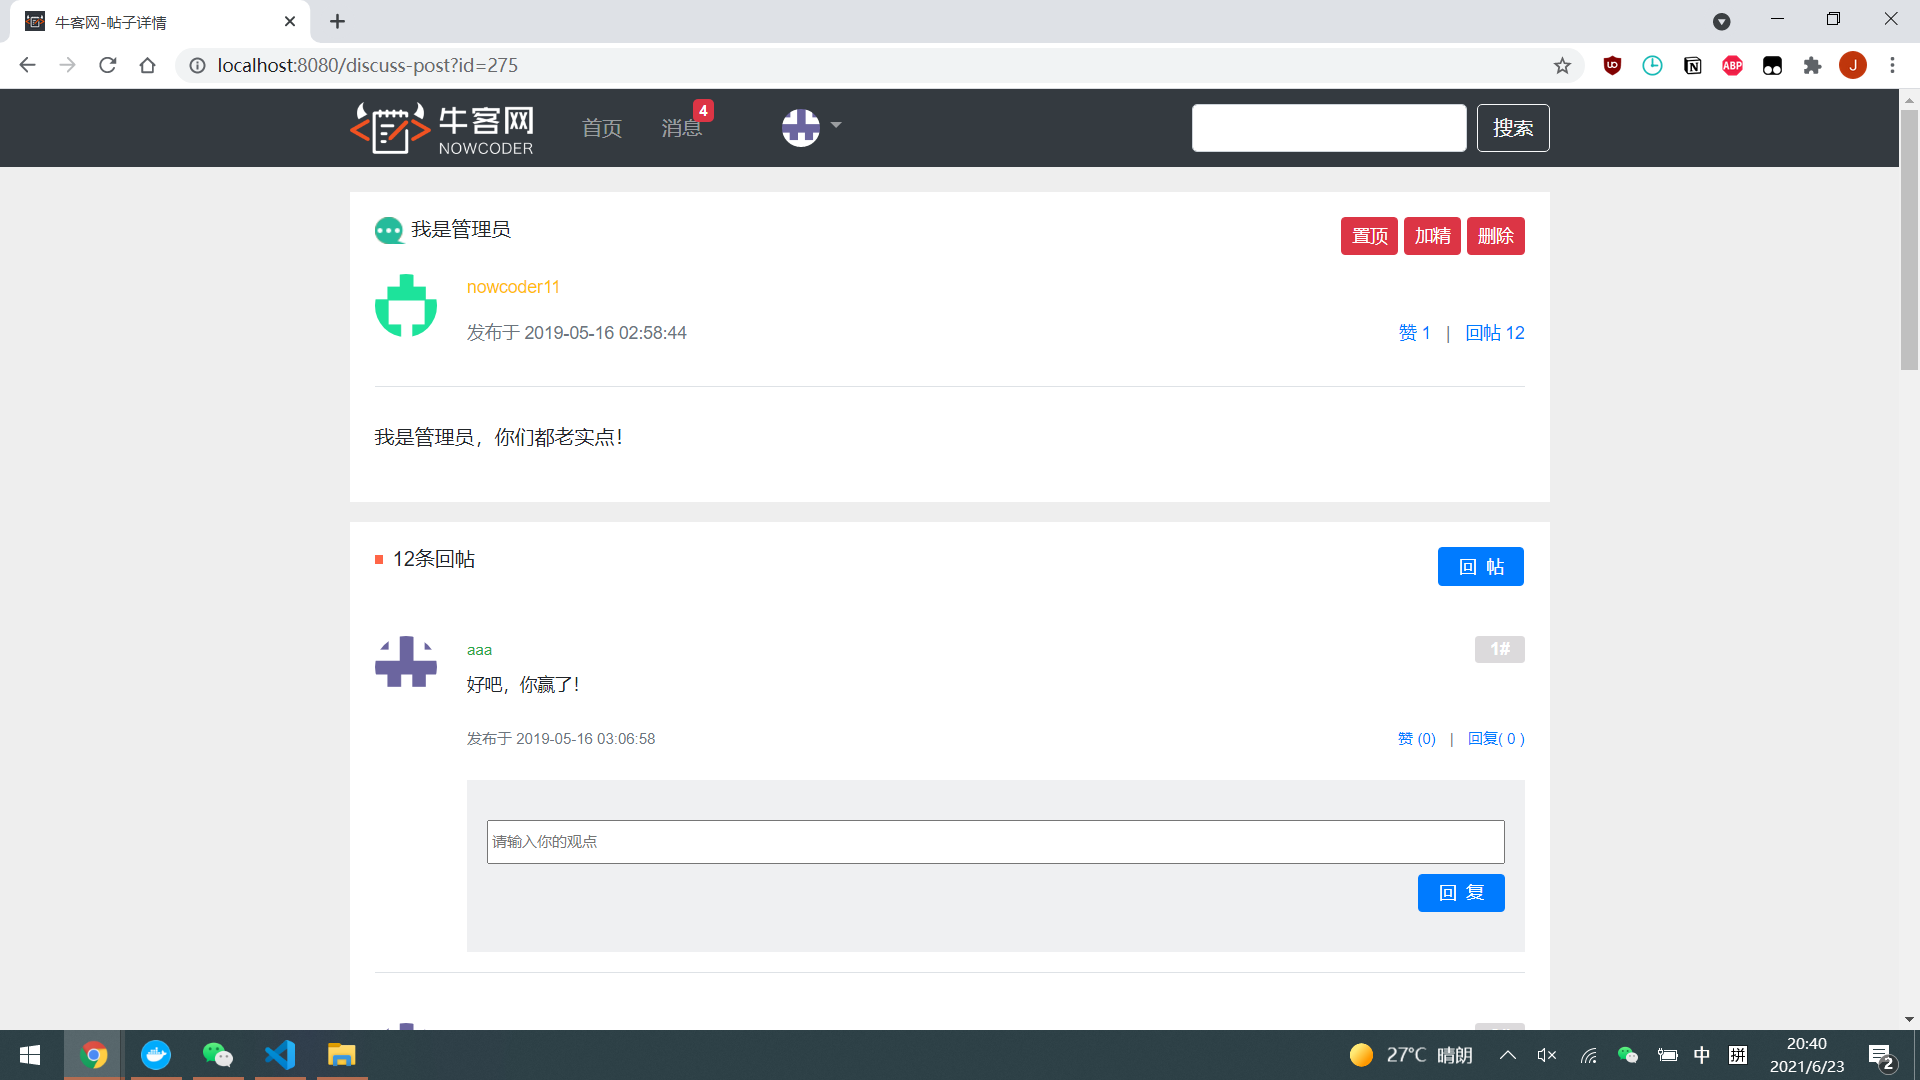 牛客网-帖子详情
localhost:8080/discuss-post?id=275
ABP
J
牛客网
NOWCODER
首页
消息
4
搜索
我是管理员
置顶
加精
删除
nowcoder11
发布于 2019-05-16 02:58:44
赞 1 | 回帖 12
我是管理员，你们都老实点！
12条回帖
回 帖
aaa
1#
好吧，你赢了！
发布于 2019-05-16 03:06:58
赞 (0) | 回复( 0 )
请输入你的观点
回 复
27°C 晴朗
中
拼
20:40
2021/6/23
2